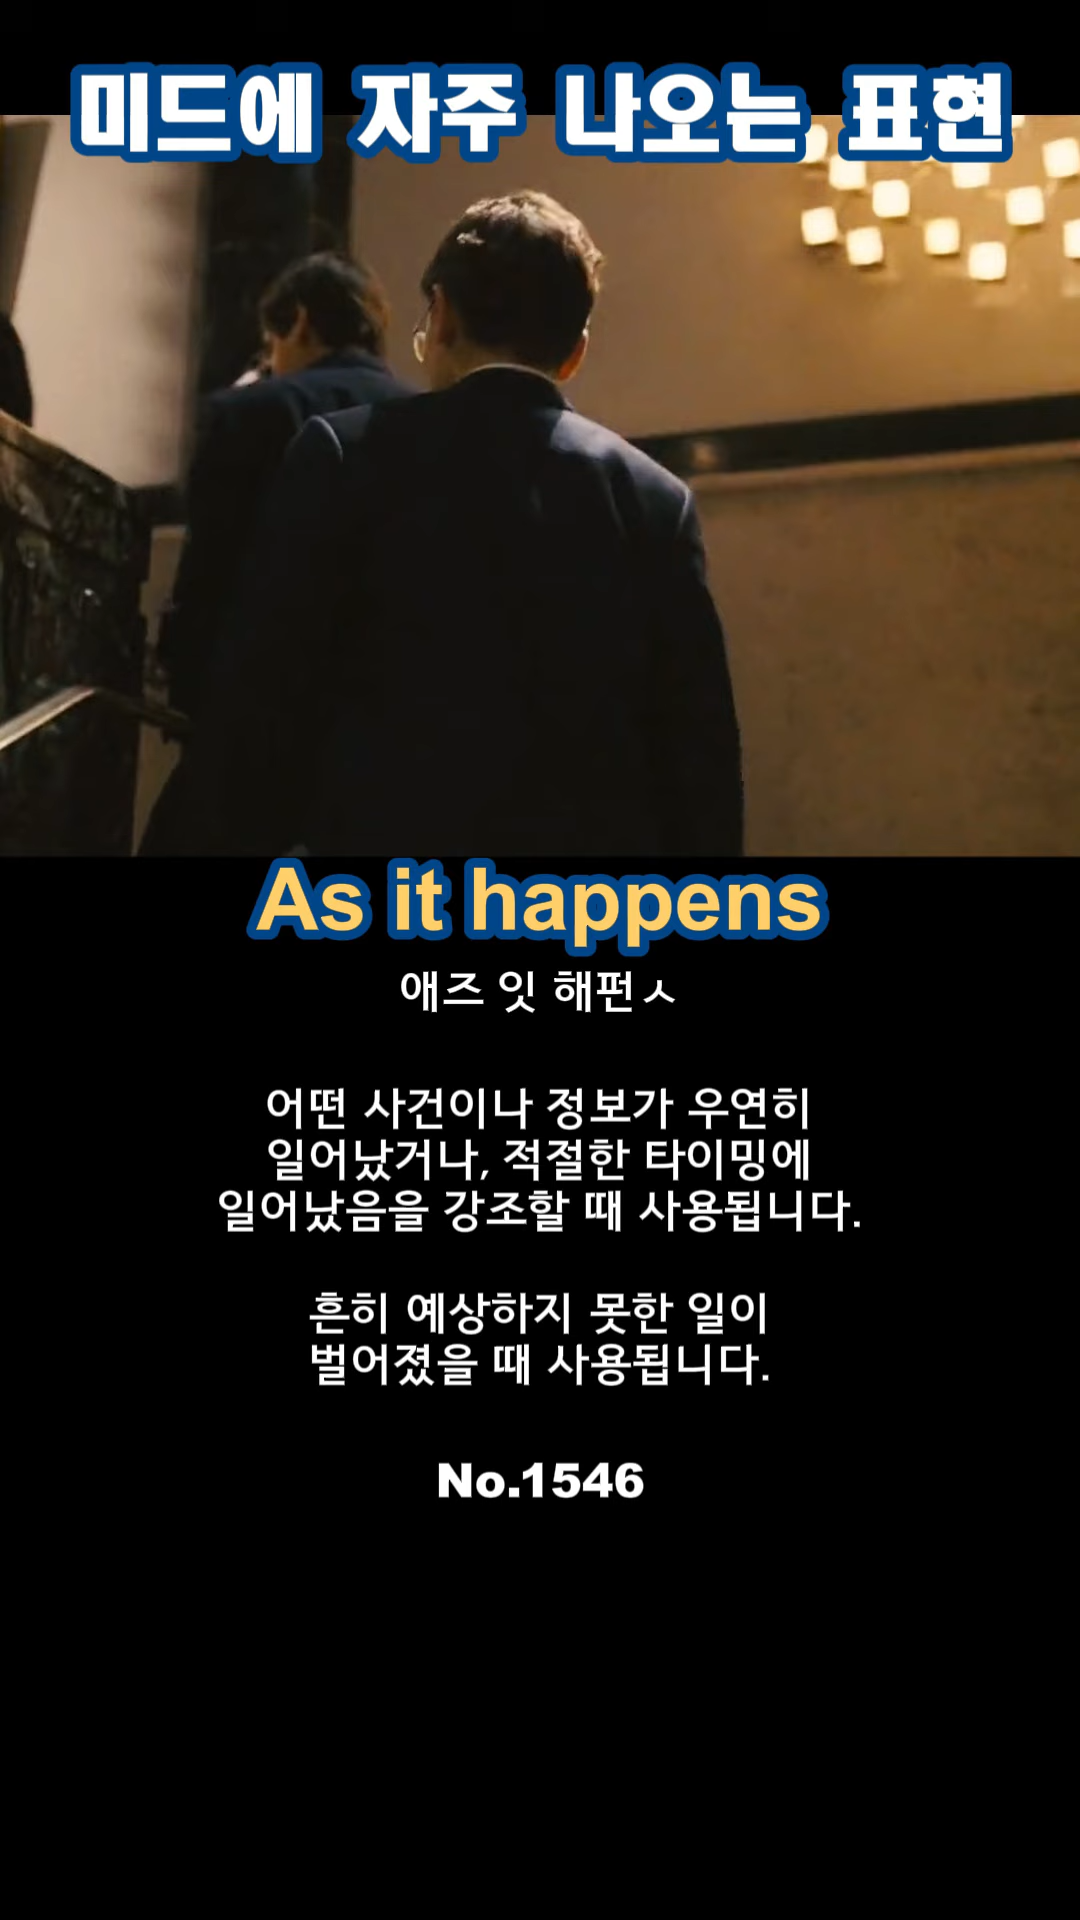 미드에 자주 나오는 표현
As it happens
애즈 잇 해펀ㅅ
어떤 사건이나 정보가 우연히
일어났거나, 적절한 타이밍에
일어났음을 강조할 때 사용됩니다.
흔히 예상하지 못한 일이
벌어졌을 때 사용됩니다.
No.1546